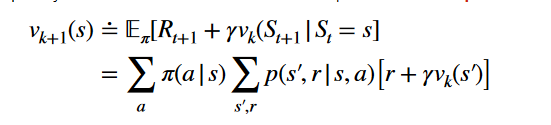 v_{k+1}(s) ≐ 𝔼_π[R_{t+1} + γv_k(S_{t+1} | S_t = s]
= ∑_a π(a | s) ∑_{s′,r} p(s′, r | s, a)[r + γv_k(s′)]